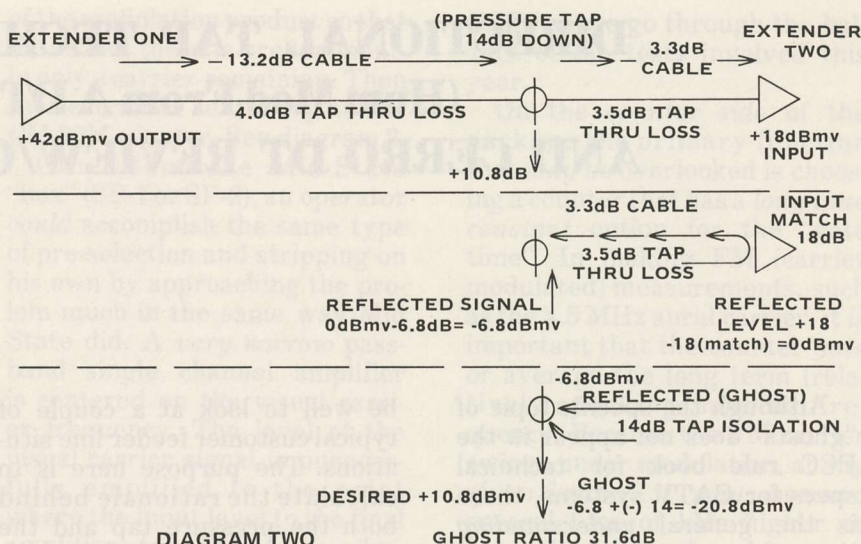 (PRESSURE TAP
14dB DOWN)
EXTENDER ONE
-13.2dB CABLE
-3.3dB
CABLE
EXTENDER
TWO
4.0dB TAP THRU LOSS
3.5dB TAP
THRU LOSS
+42dBmv OUTPUT
+18dBmv
INPUT
+10.8dB
3.3dB CABLE
INPUT
MATCH
18dB
3.5dB TAP
THRU LOSS
REFLECTED SIGNAL
0dBmv-6.8dB= -6.8dBmv
REFLECTED
LEVEL +18
-18(match) =0dBmv
-6.8dBmv
REFLECTED (GHOST)
14dB TAP ISOLATION
DESIRED +10.8dBmv
GHOST
-6.8 +(-) 14= -20.8dBmv
DIAGRAM TWO
GHOST RATIO 31.6dB